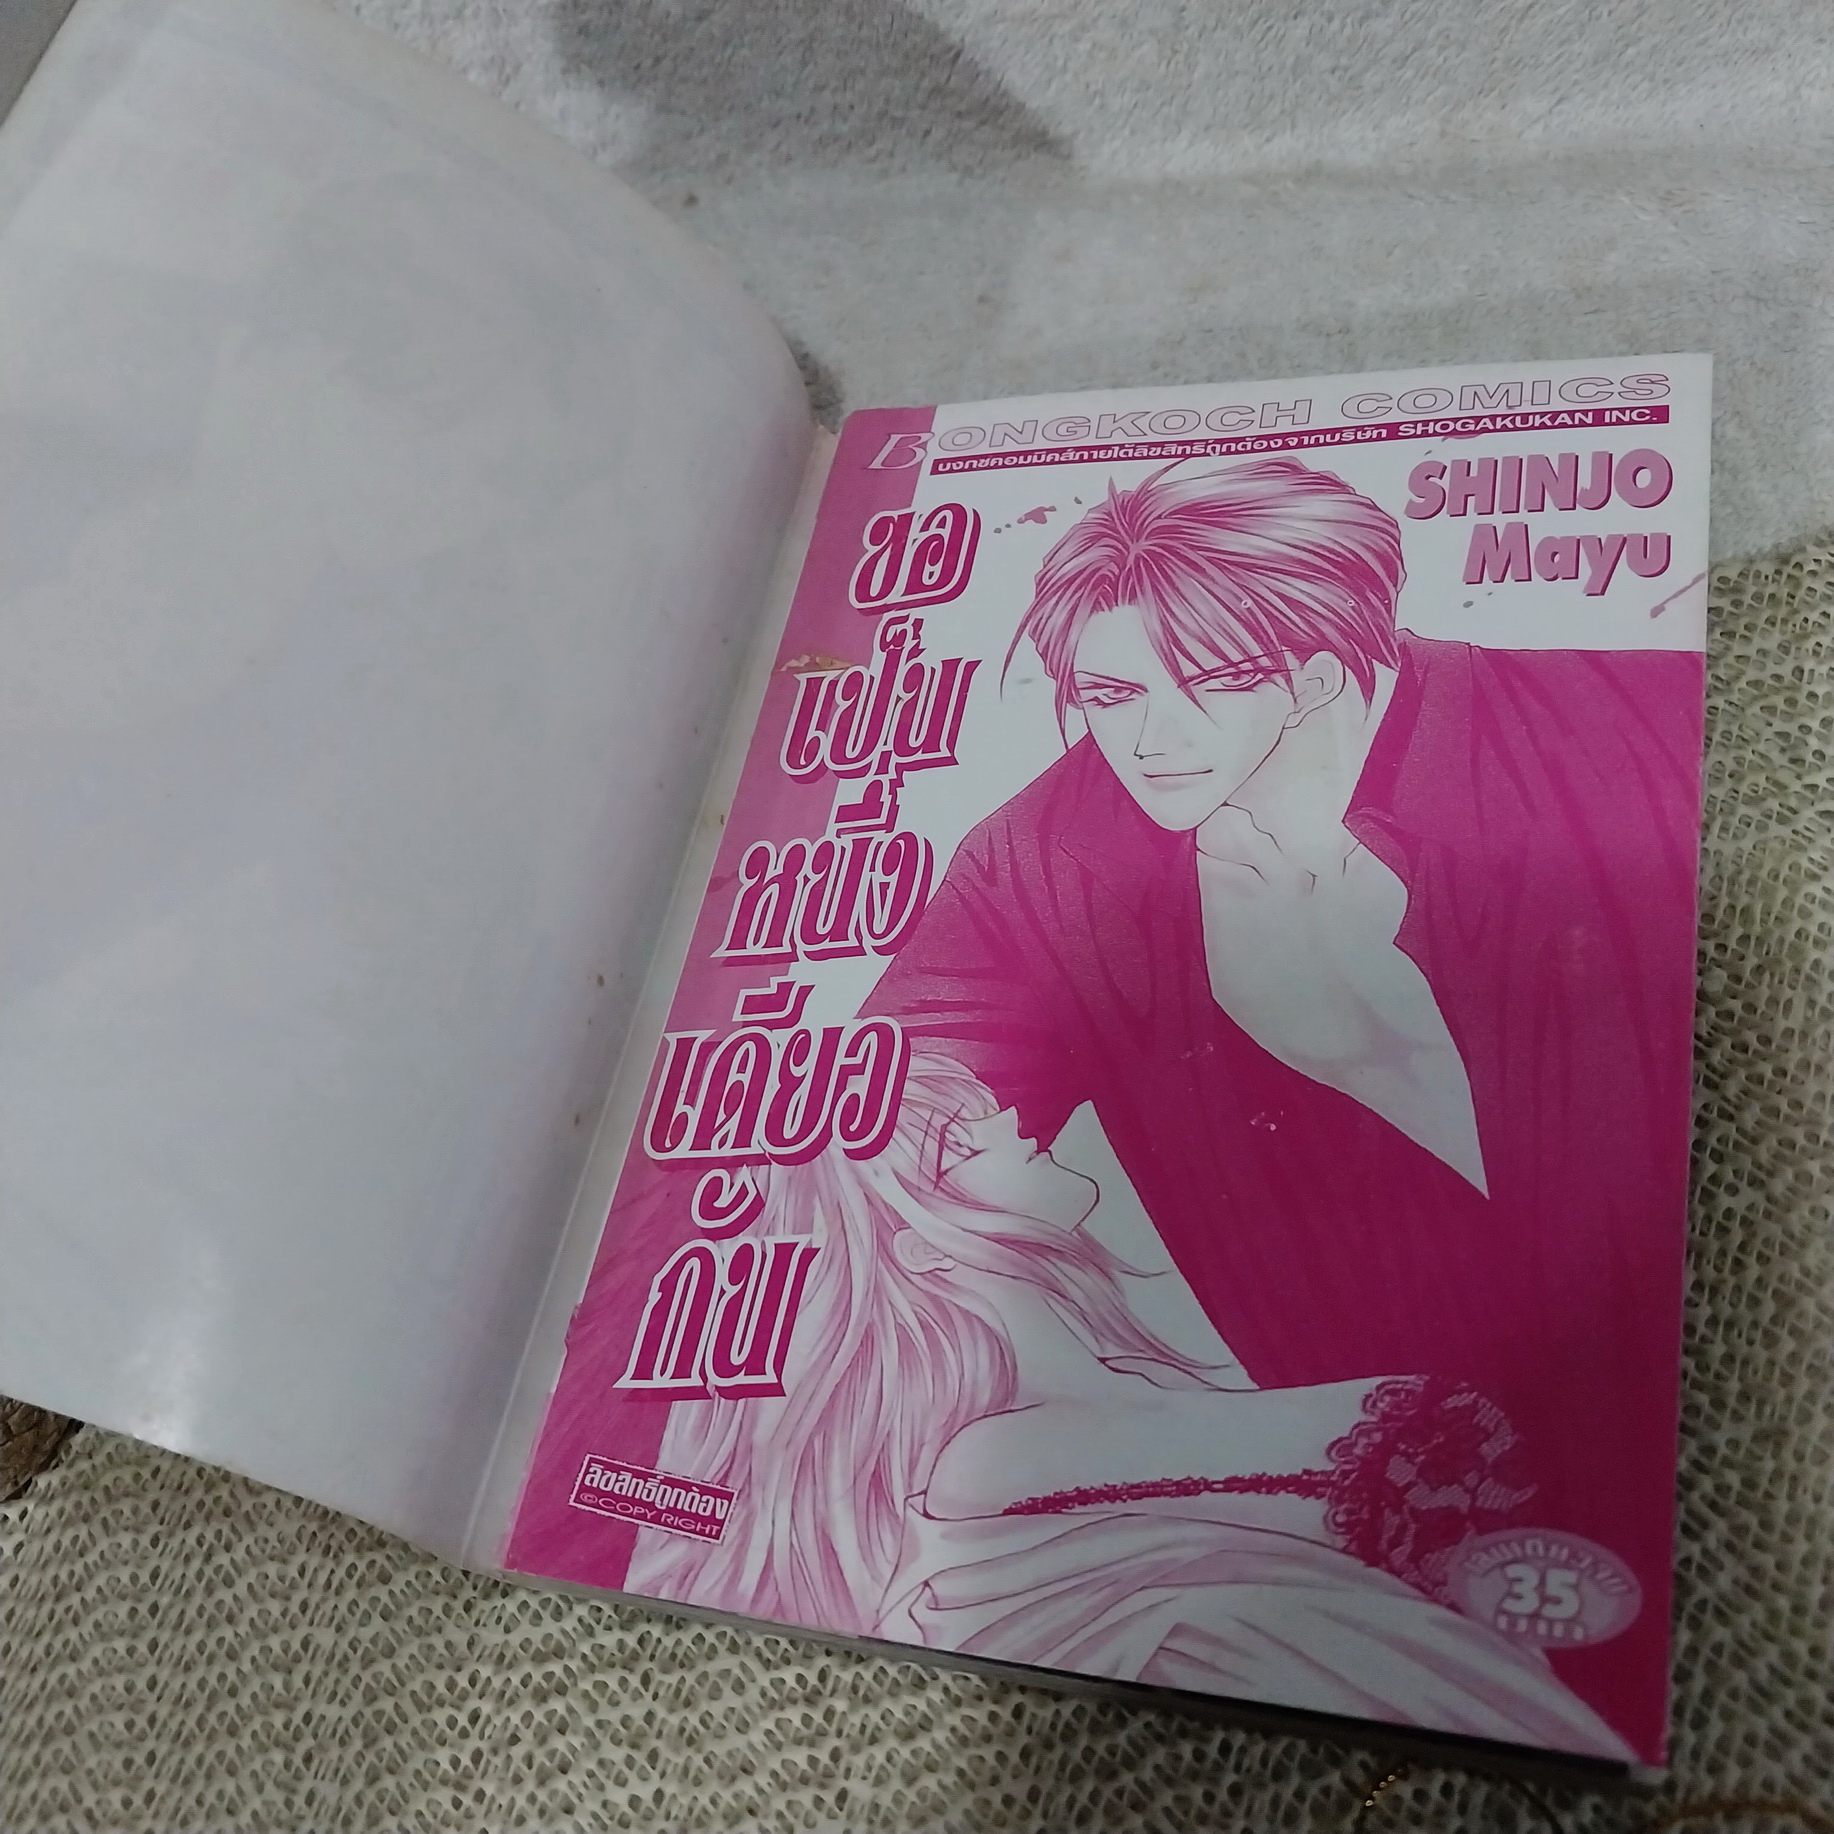 BONGKOCH COMICS
บงกชคอมมิคส์ภายใต้ลิขสิทธิ์ถูกต้องจากบริษัท SHOGAKUKAN INC.
SHINJO
Mayu
ขอ
เป็น
หนึ่ง
เดียว
กัน
ลิขสิทธิ์ถูกต้อง
©COPY RIGHT
35
บาท